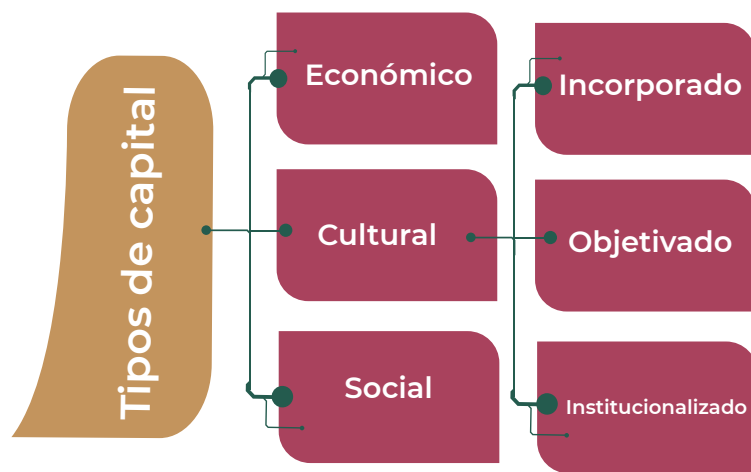 Tipos de capital
Económico
Cultural
Social
Incorporado
Objetivado
Institucionalizado